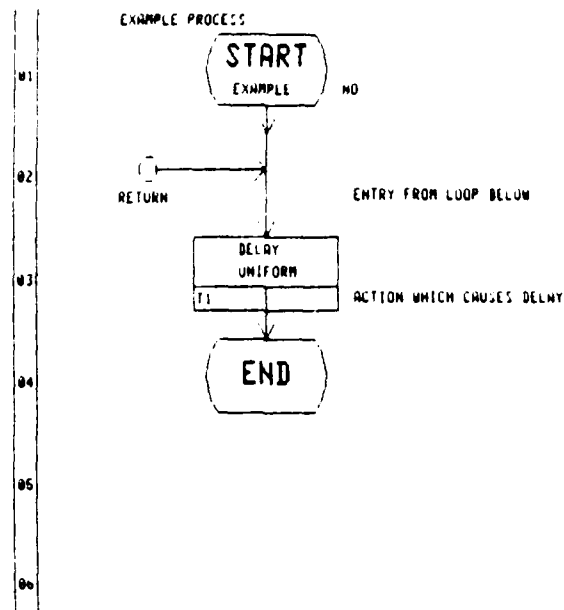 EXAMPLE PROCESS
START
01
EXAMPLE NO
02
RETURN ENTRY FROM LOOP BELOW
DELAY
UNIFORM
03
T1 ACTION WHICH CAUSES DELAY
END
04
05
06